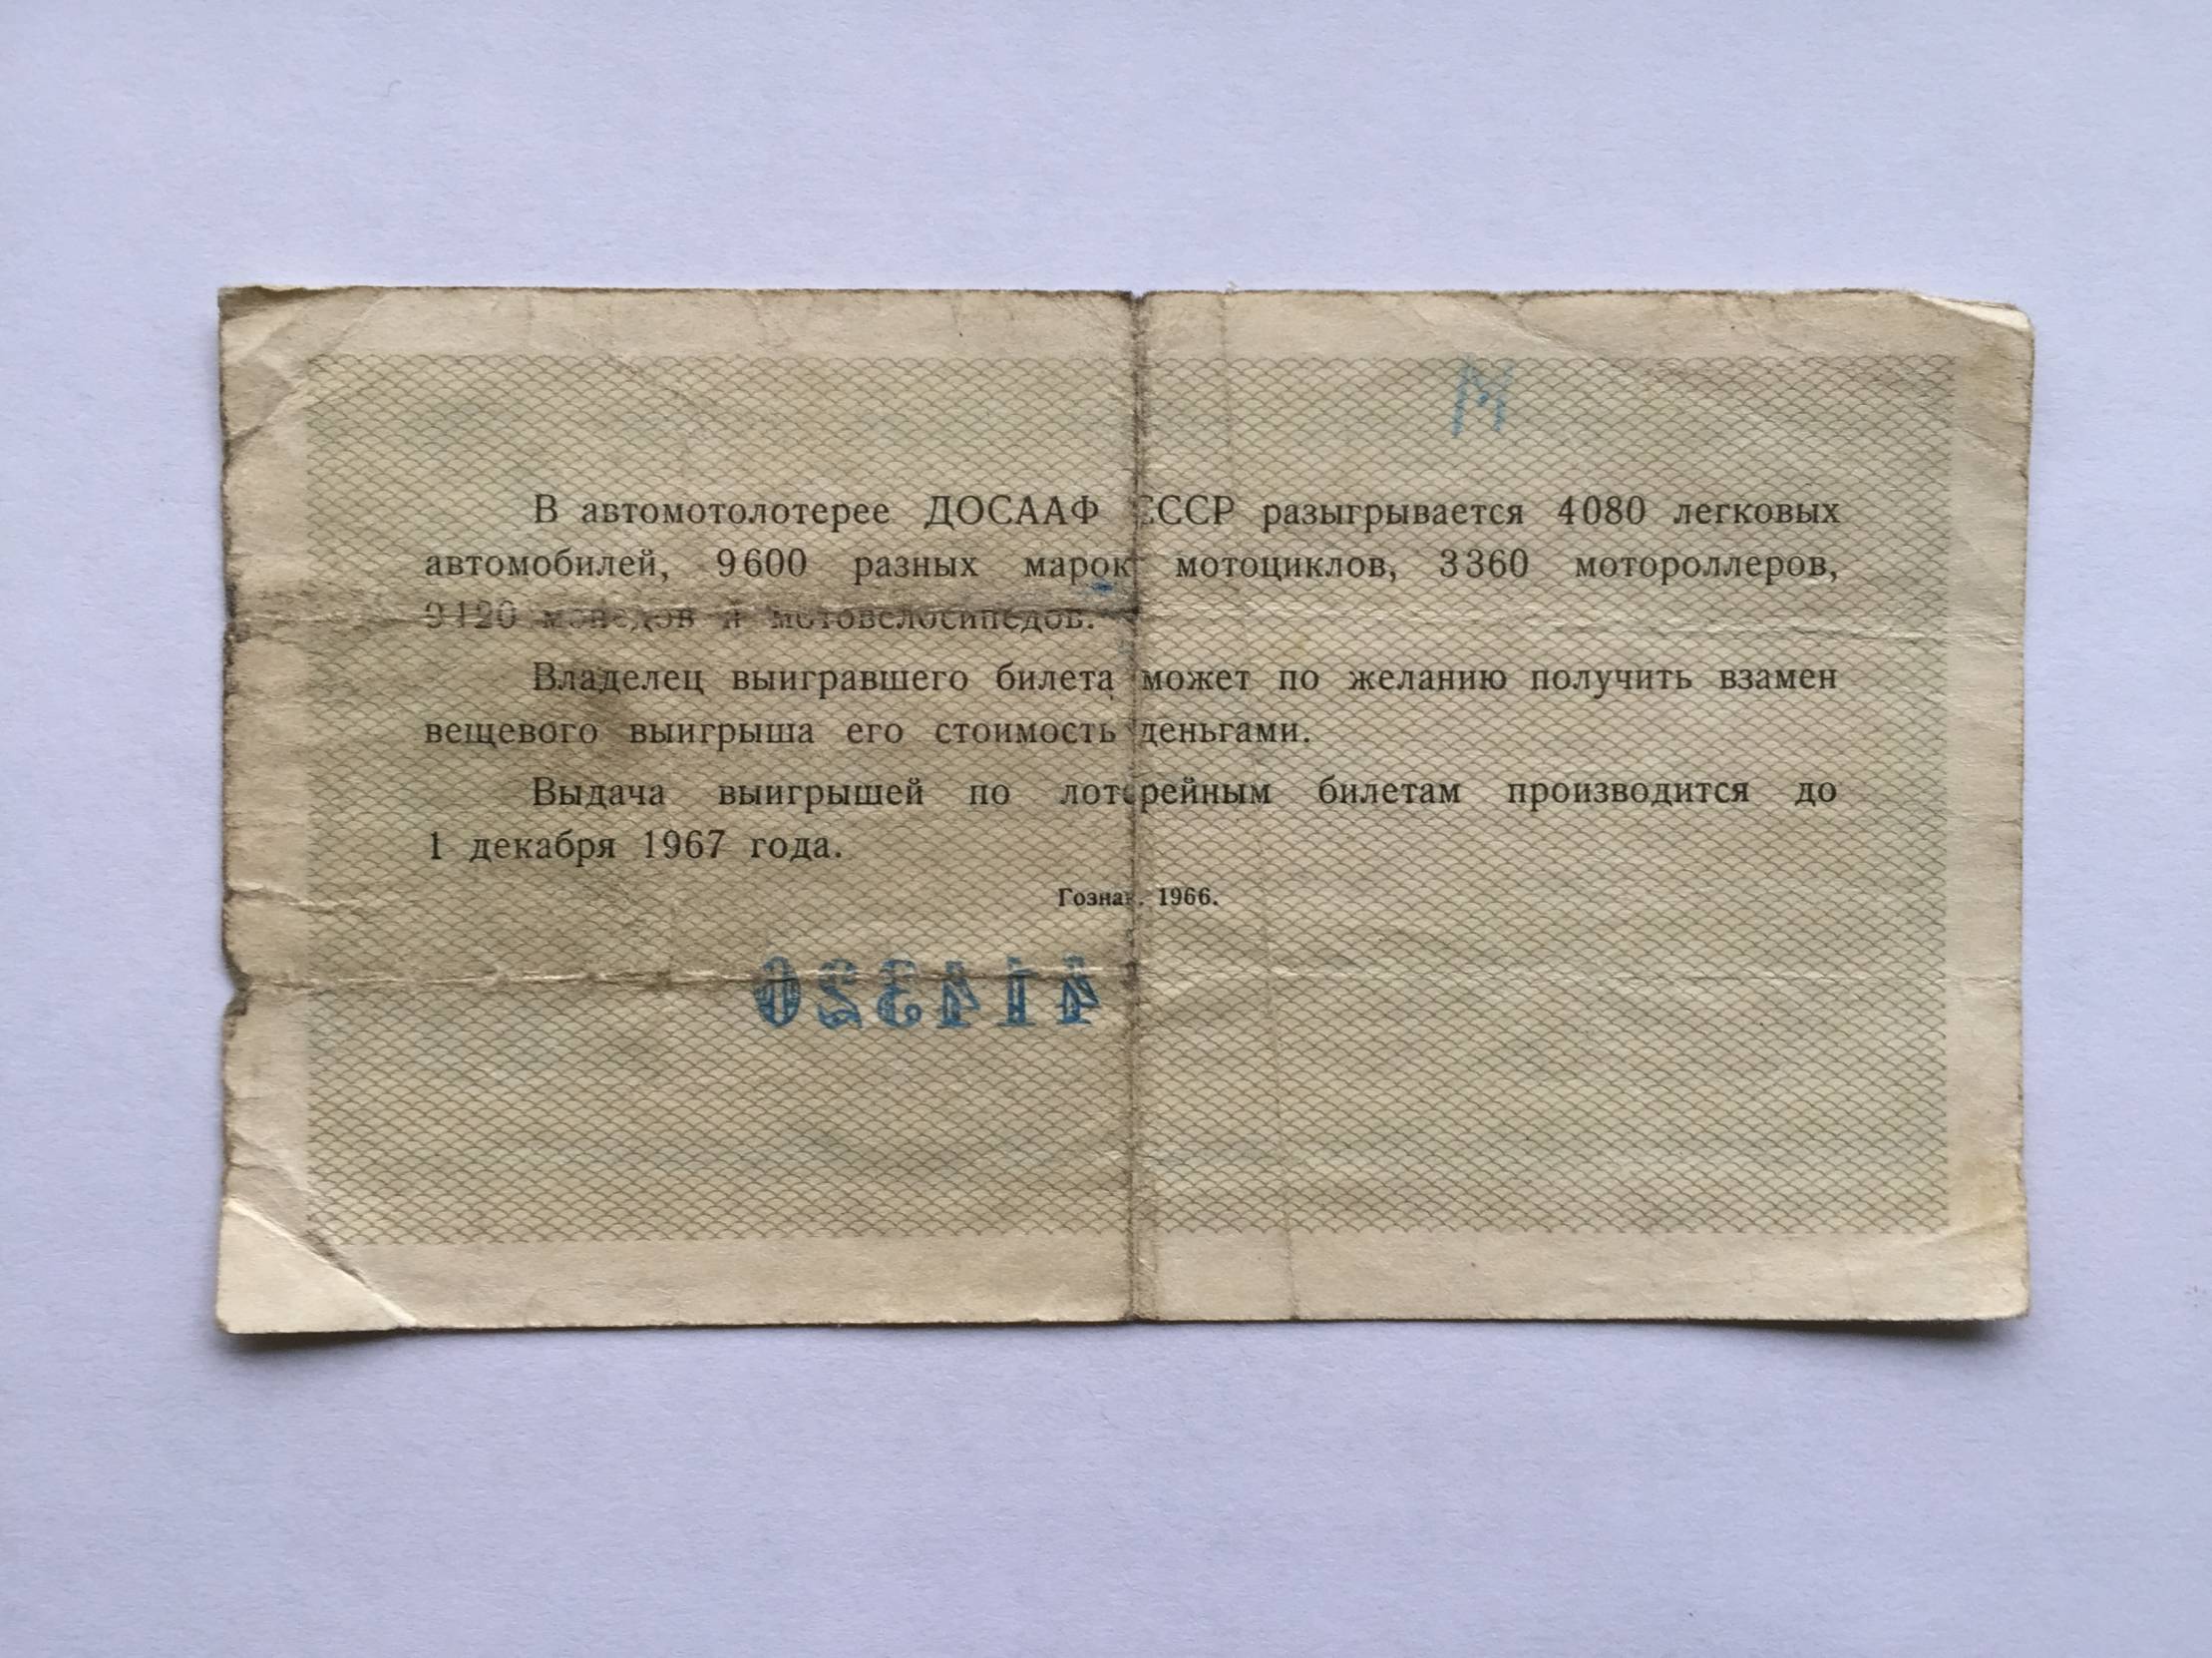 М
В автомотолотерее ДОСААФ СССР разыгрывается 4080 легковых
автомобилей, 9600 разных марок мотоциклов, 3360 мотороллеров,
9120 мопедов и мотовелосипедов.
Владелец выигравшего билета может по желанию получить взамен
вещевого выигрыша его стоимость деньгами.
Выдача выигрышей по лотерейным билетам производится до
1 декабря 1967 года.
Гознак. 1966.
414320